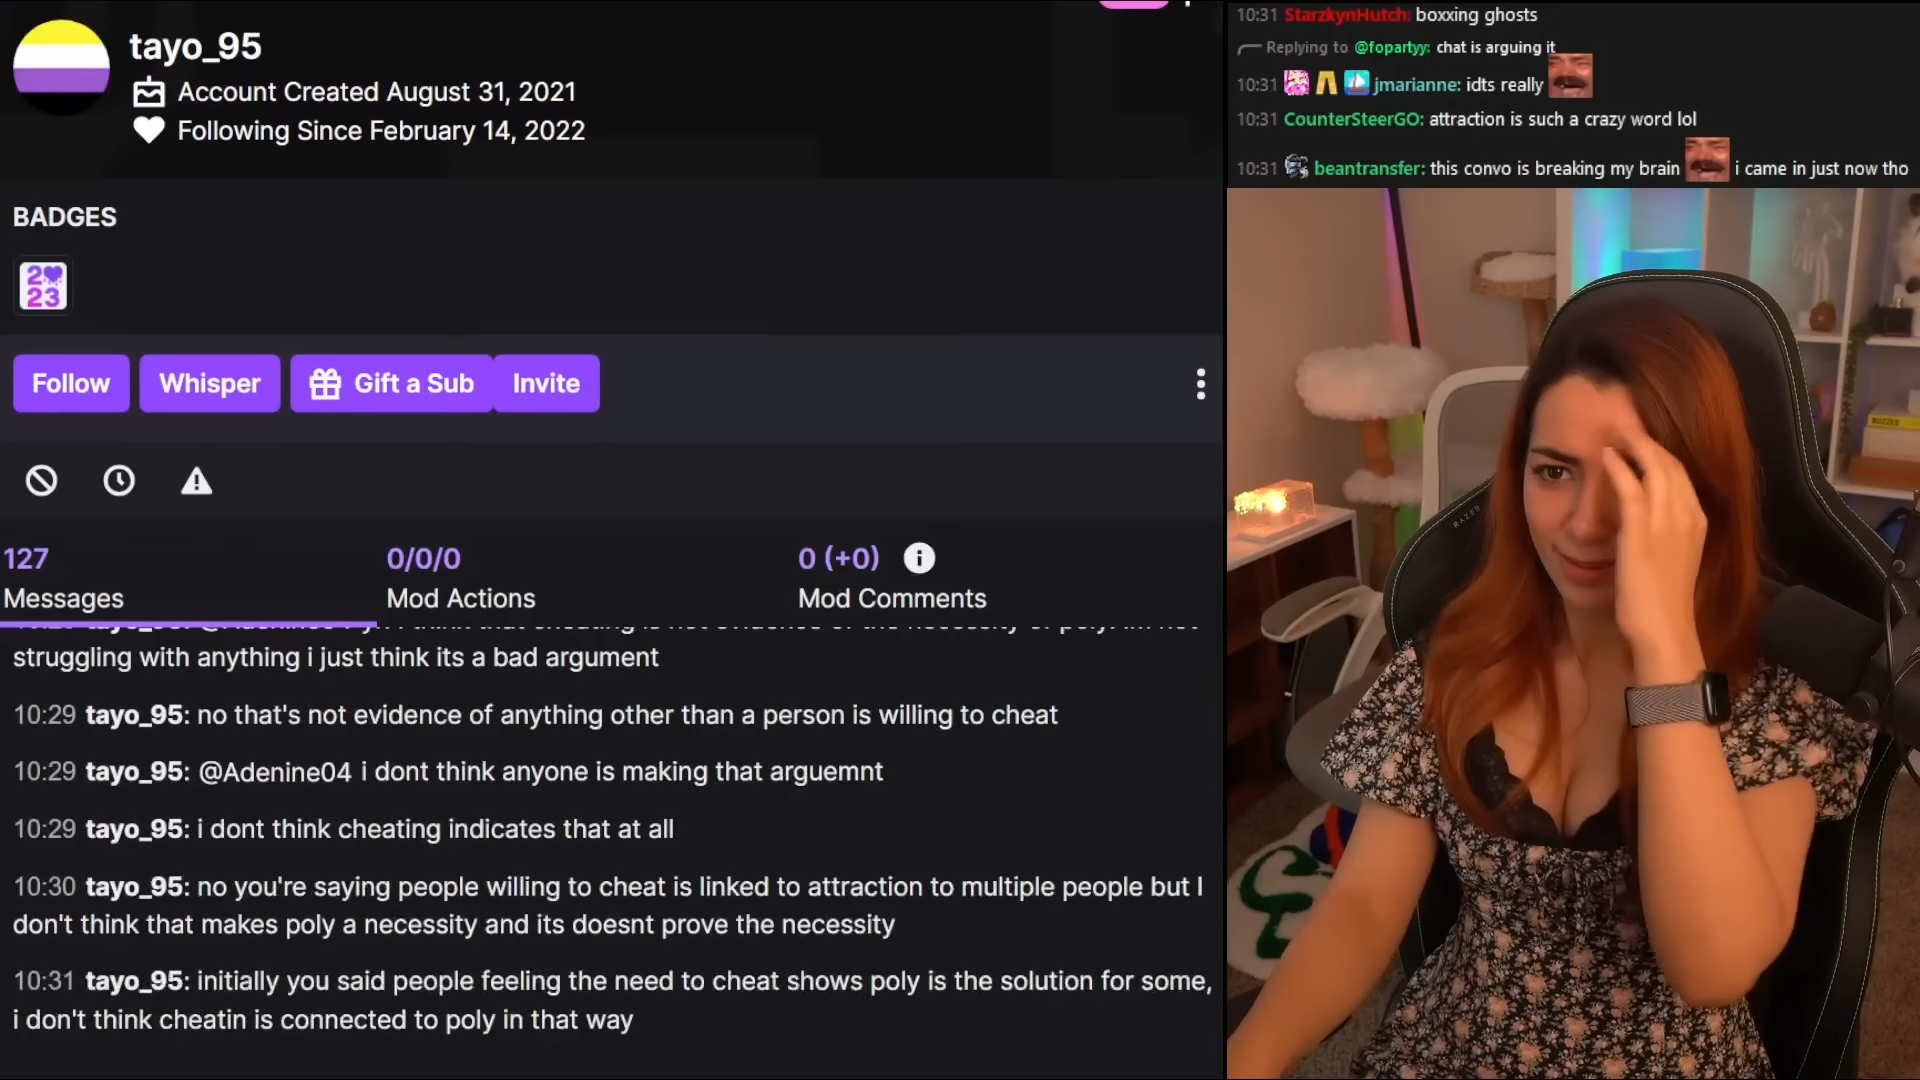 tayo_95
Account Created August 31, 2021
Following Since February 14, 2022
BADGES
2
23
Follow
Whisper
Gift a Sub
Invite
127
Messages
0/0/0
Mod Actions
0 (+0)
Mod Comments
struggling with anything i just think its a bad argument
10:29 tayo_95: no that's not evidence of anything other than a person is willing to cheat
10:29 tayo_95: @Adenine04 i dont think anyone is making that arguemnt
10:29 tayo_95: i dont think cheating indicates that at all
10:30 tayo_95: no you're saying people willing to cheat is linked to attraction to multiple people but I
don't think that makes poly a necessity and its doesnt prove the necessity
10:31 tayo_95: initially you said people feeling the need to cheat shows poly is the solution for some,
i don't think cheatin is connected to poly in that way
10:31 StarzkynHutch: boxxing ghosts
Replying to @fopartyy: chat is arguing it
10:31 jmarianne: idts really
10:31 CounterSteerGO: attraction is such a crazy word lol
10:31 beantransfer: this convo is breaking my brain i came in just now tho
RAZER